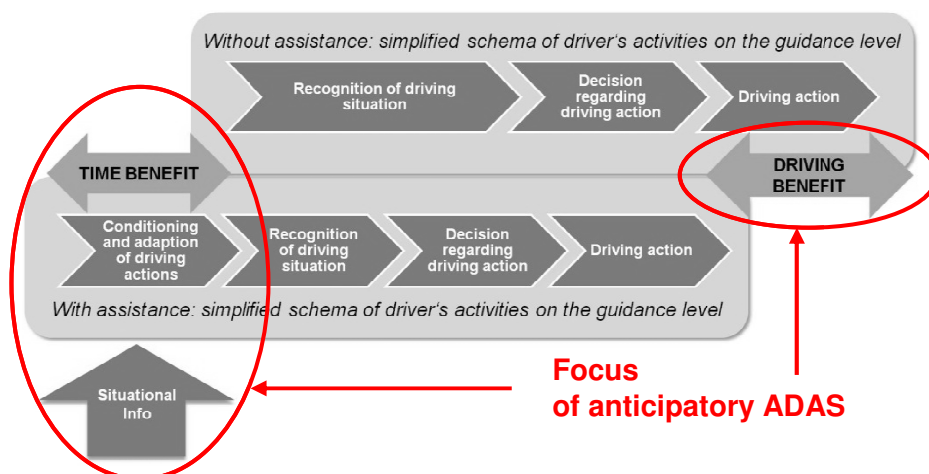 Without assistance: simplified schema of driver's activities on the guidance level
Recognition of driving
situation
Decision
regarding
driving action
Driving action
TIME BENEFIT
DRIVING
BENEFIT
Conditioning
and adaption
of driving
actions
Recognition
of driving
situation
Decision
regarding
driving action
Driving action
With assistance: simplified schema of driver's activities on the guidance level
Situational
Info
Focus
of anticipatory ADAS